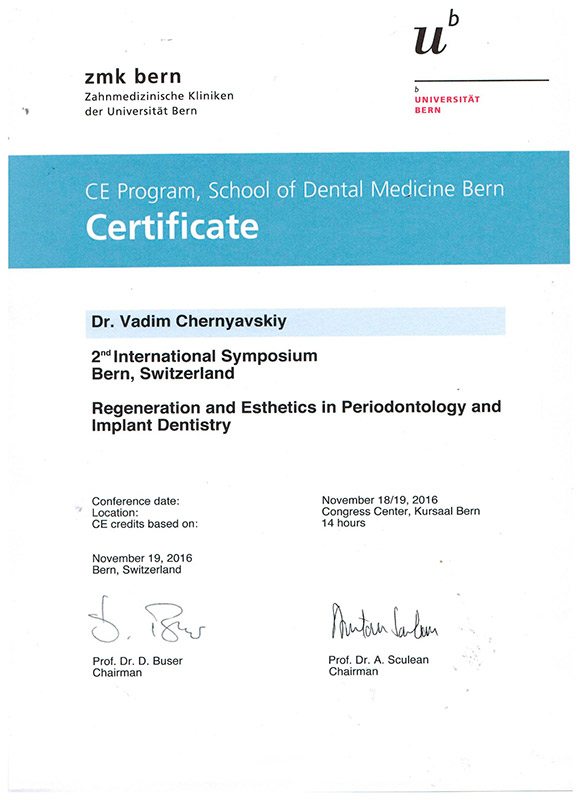 zmk bern
Zahnmedizinische Kliniken
der Universität Bern
u^b
b
UNIVERSITÄT
BERN
CE Program, School of Dental Medicine Bern
Certificate
Dr. Vadim Chernyavskiy
2nd International Symposium
Bern, Switzerland
Regeneration and Esthetics in Periodontology and
Implant Dentistry
Conference date: November 18/19, 2016
Location: Congress Center, Kursaal Bern
CE credits based on: 14 hours
November 19, 2016
Bern, Switzerland
D. Buser
Anton Sculean
Prof. Dr. D. Buser
Chairman
Prof. Dr. A. Sculean
Chairman